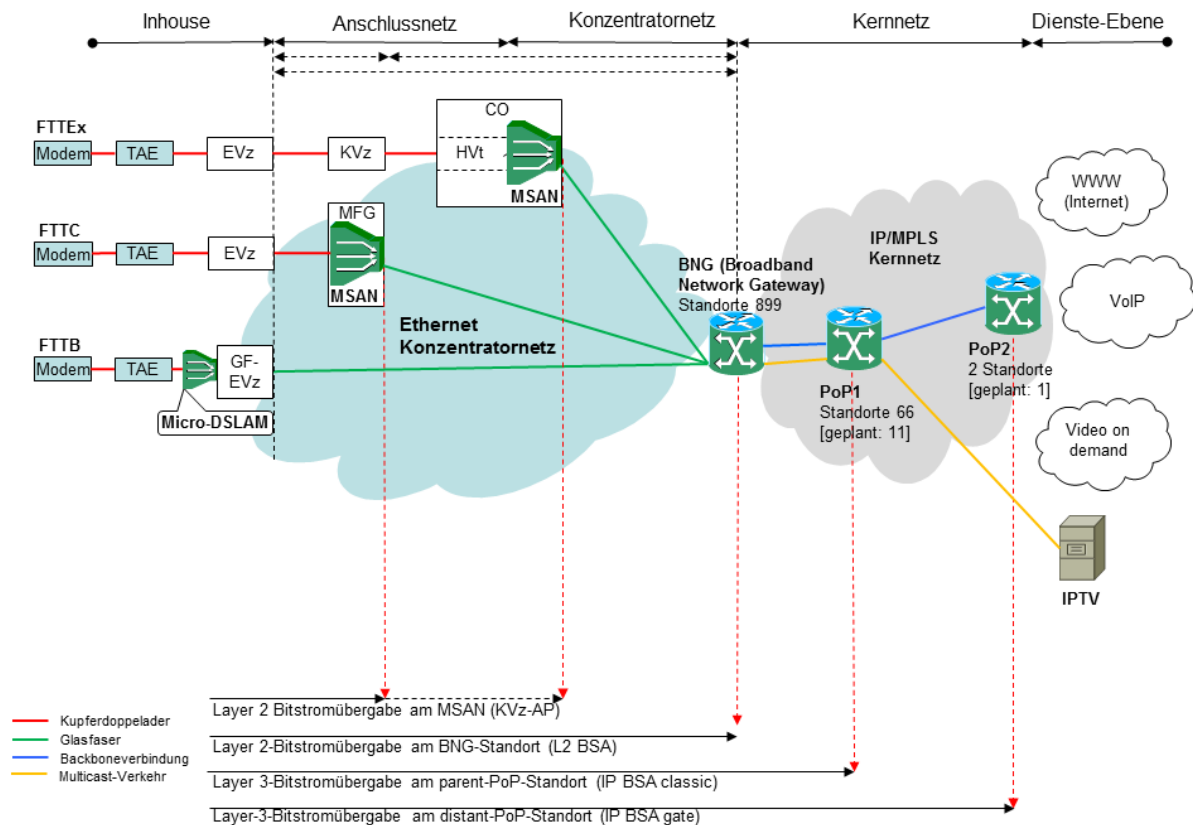 Inhouse
Anschlussnetz
Konzentratornetz
Kernnetz
Dienste-Ebene
FTTEx
Modem
TAE
EVz
KVz
CO
HVt
MSAN
FTTC
Modem
TAE
EVz
MFG
MSAN
FTTB
Modem
TAE
GF-
EVz
Micro-DSLAM
Ethernet
Konzentratornetz
BNG (Broadband
Network Gateway)
Standorte 899
IP/MPLS
Kernnetz
PoP1
Standorte 66
[geplant: 11]
PoP2
2 Standorte
[geplant: 1]
WWW
(Internet)
VoIP
Video on
demand
IPTV
Kupferdoppelader
Glasfaser
Backboneverbindung
Multicast-Verkehr
Layer 2 Bitstromübergabe am MSAN (KVz-AP)
Layer 2-Bitstromübergabe am BNG-Standort (L2 BSA)
Layer 3-Bitstromübergabe am parent-PoP-Standort (IP BSA classic)
Layer-3-Bitstromübergabe am distant-PoP-Standort (IP BSA gate)